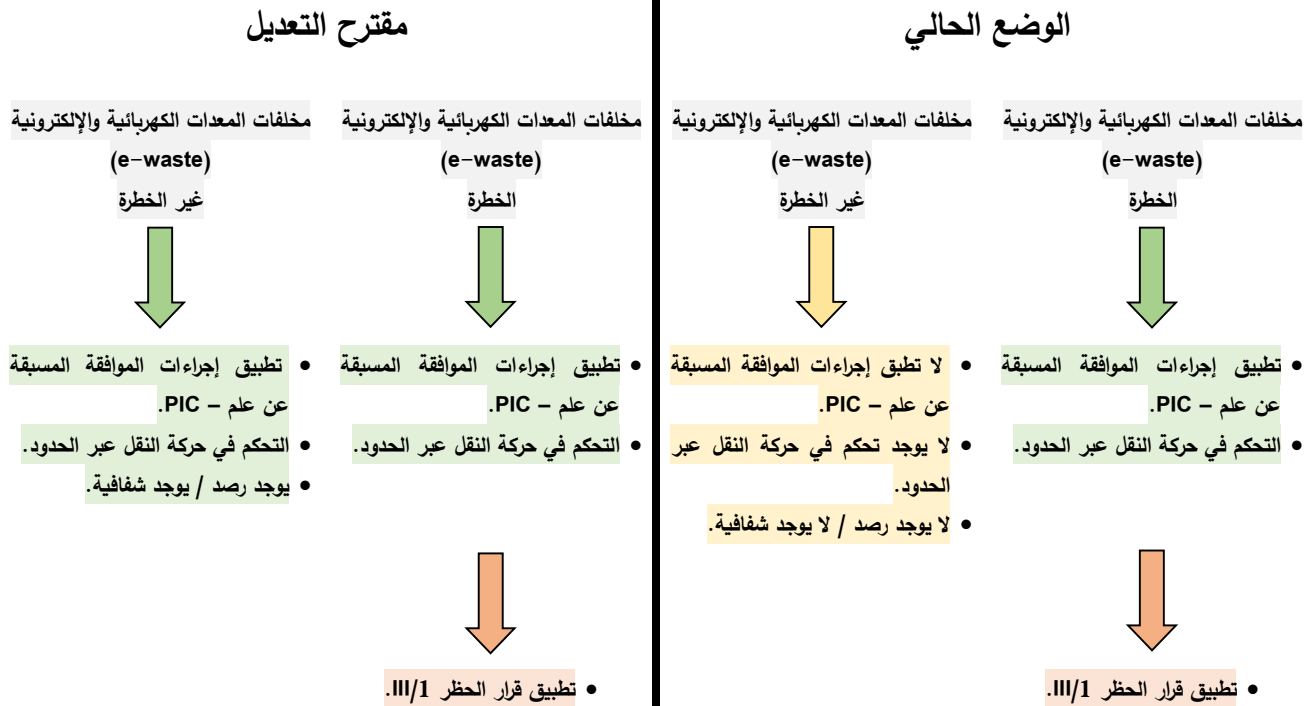 الوضع الحالي
مخلفات المعدات الكهربائية والإلكترونية
(e-waste)
الخطرة
• تطبيق إجراءات الموافقة المسبقة
عن علم – PIC.
• التحكم في حركة النقل عبر الحدود.
• تطبيق قرار الحظر III/1.
مخلفات المعدات الكهربائية والإلكترونية
(e-waste)
غير الخطرة
• لا تطبق إجراءات الموافقة المسبقة
عن علم – PIC.
• لا يوجد تحكم في حركة النقل عبر
الحدود.
• لا يوجد رصد / لا يوجد شفافية.
مقترح التعديل
مخلفات المعدات الكهربائية والإلكترونية
(e-waste)
الخطرة
• تطبيق إجراءات الموافقة المسبقة
عن علم – PIC.
• التحكم في حركة النقل عبر الحدود.
• تطبيق قرار الحظر III/1.
مخلفات المعدات الكهربائية والإلكترونية
(e-waste)
غير الخطرة
• تطبيق إجراءات الموافقة المسبقة
عن علم – PIC.
• التحكم في حركة النقل عبر الحدود.
• يوجد رصد / يوجد شفافية.